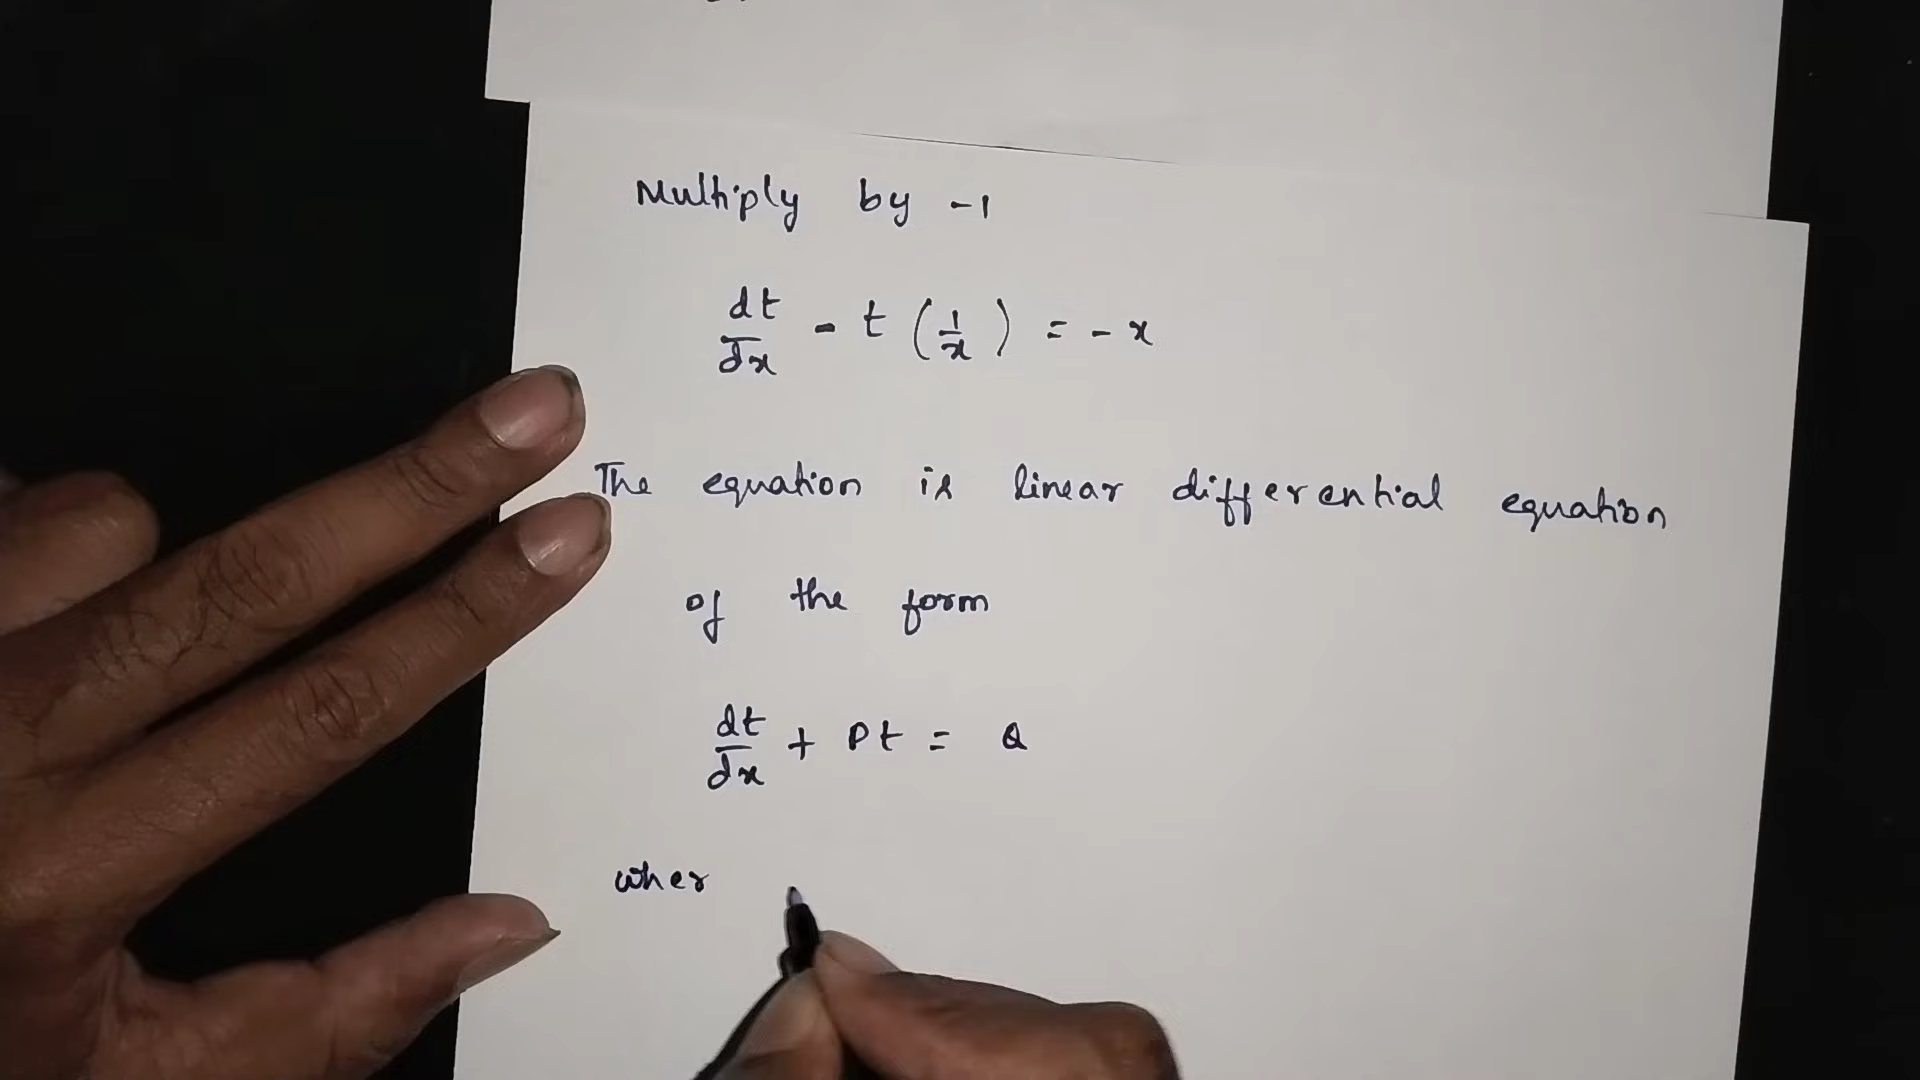 Multiply by -1
dt/dx - t (1/x) = - x
The equation is linear differential equation
of the form
dt/dx + Pt = Q
wher